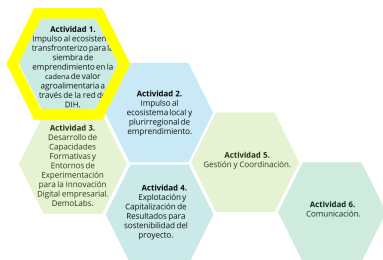 Actividad 1.
Impulso al ecosistema
transfronterizo para la
siembra de
emprendimiento en la
cadena de valor
agroalimentaria a
través de la red de
DIH.
Actividad 2.
Impulso al
ecosistema local y
plurirregional de
emprendimiento.
Actividad 3.
Desarrollo de
Capacidades
Formativas y
Entornos de
Experimentación
para la Innovación
Digital empresarial.
DemoLabs.
Actividad 4.
Explotación y
Capitalización de
Resultados para
sostenibilidad del
proyecto.
Actividad 5.
Gestión y Coordinación.
Actividad 6.
Comunicación.